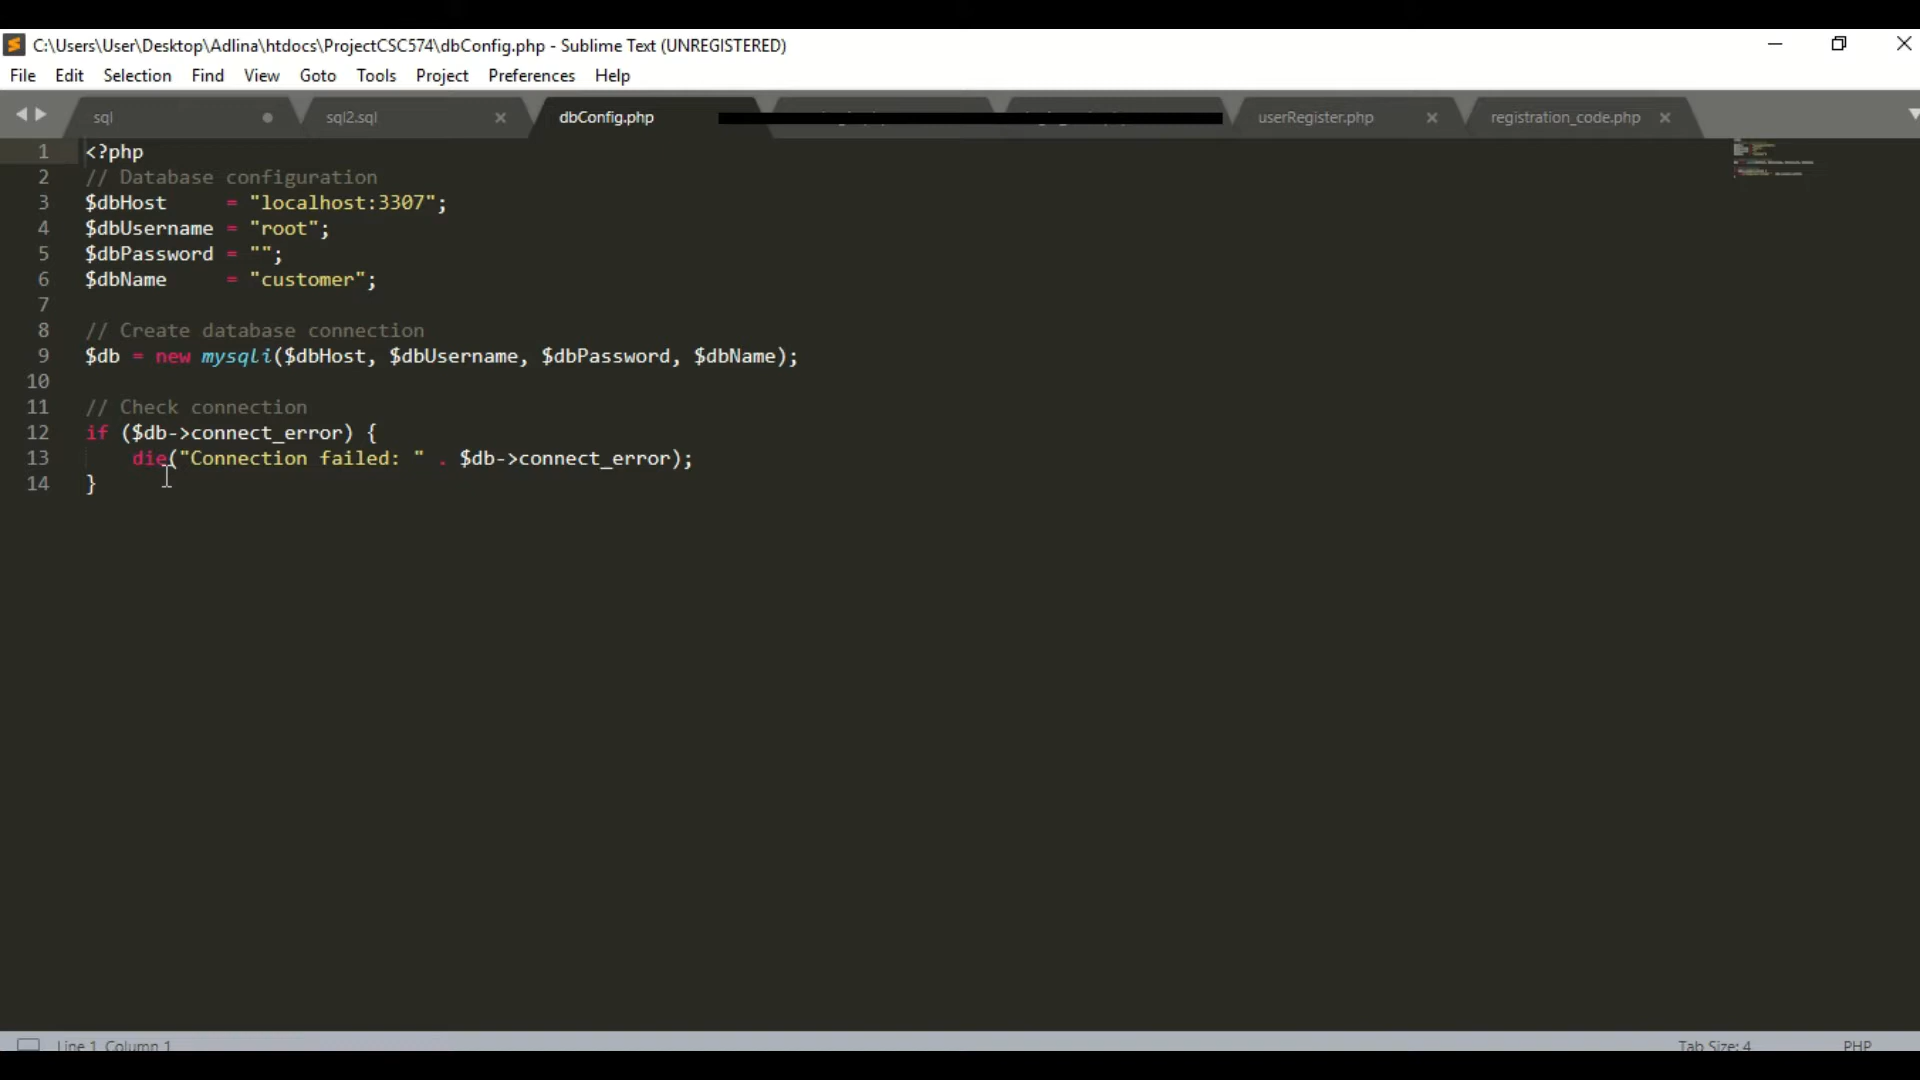 C:\Users\User\Desktop\Adlina\htdocs\ProjectCSC574\dbConfig.php - Sublime Text (UNREGISTERED)
File Edit Selection Find View Goto Tools Project Preferences Help
sql sql2.sql dbConfig.php userRegister.php registration_code.php
1 <?php
2 // Database configuration
3 $dbHost     = "localhost:3307";
4 $dbUsername = "root";
5 $dbPassword = "";
6 $dbName     = "customer";
7
8 // Create database connection
9 $db = new mysqli($dbHost, $dbUsername, $dbPassword, $dbName);
10
11 // Check connection
12 if ($db->connect_error) {
13     die("Connection failed: " . $db->connect_error);
14 }
Line 1, Column 1 Tab Size: 4 PHP